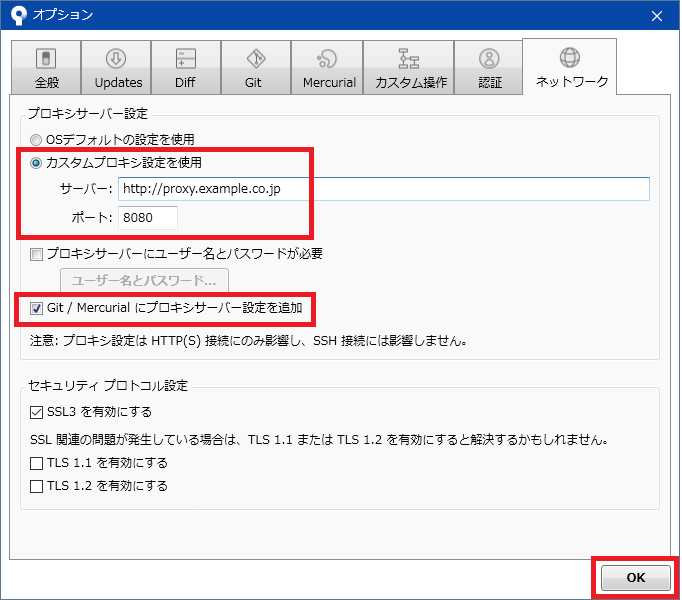 オプション
全般
Updates
Diff
Git
Mercurial
カスタム操作
認証
ネットワーク
プロキシサーバー設定
OSデフォルトの設定を使用
カスタムプロキシ設定を使用
サーバー: http://proxy.example.co.jp
ポート: 8080
プロキシサーバーにユーザー名とパスワードが必要
ユーザー名とパスワード...
Git / Mercurial にプロキシサーバー設定を追加
注意: プロキシ設定は HTTP(S) 接続にのみ影響し、SSH 接続には影響しません。
セキュリティ プロトコル設定
SSL3 を有効にする
SSL 関連の問題が発生している場合は、TLS 1.1 または TLS 1.2 を有効にすると解決するかもしれません。
TLS 1.1 を有効にする
TLS 1.2 を有効にする
OK